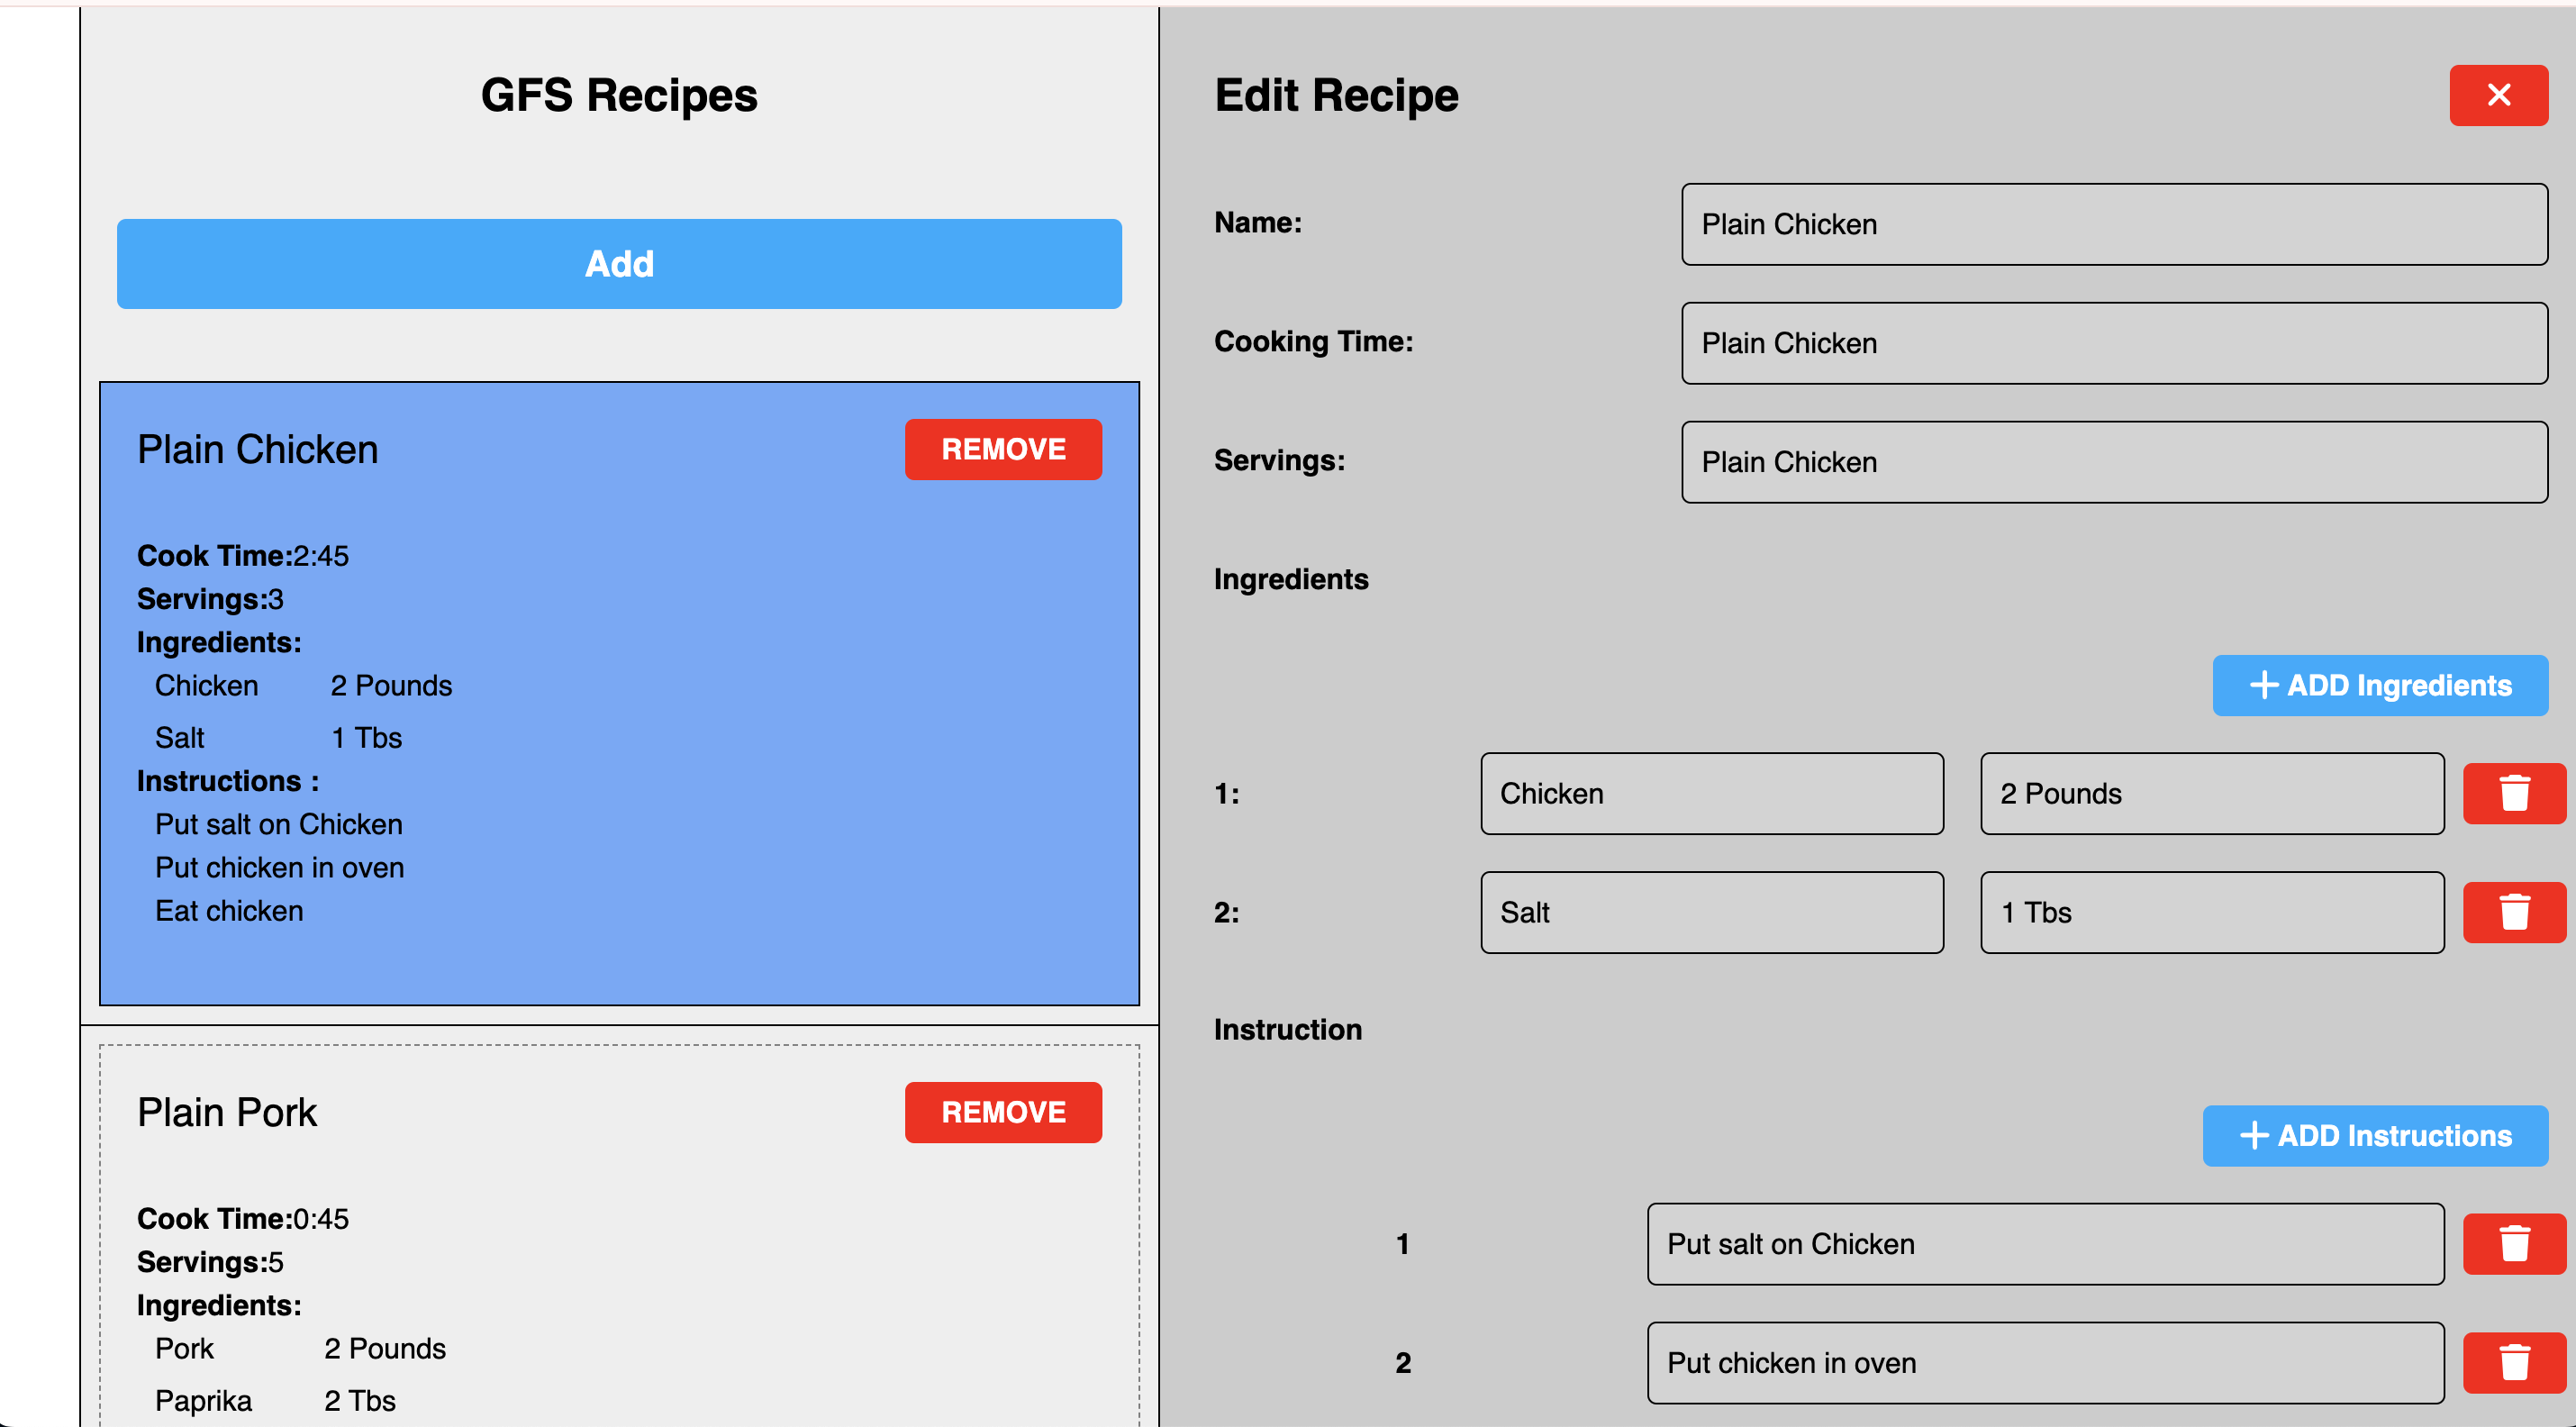 GFS Recipes
Add
Plain Chicken
REMOVE
Cook Time:2:45
Servings:3
Ingredients:
Chicken 2 Pounds
Salt 1 Tbs
Instructions :
Put salt on Chicken
Put chicken in oven
Eat chicken
Plain Pork
REMOVE
Cook Time:0:45
Servings:5
Ingredients:
Pork 2 Pounds
Paprika 2 Tbs
Edit Recipe
Name: Plain Chicken
Cooking Time: Plain Chicken
Servings: Plain Chicken
Ingredients
ADD Ingredients
1: Chicken 2 Pounds
2: Salt 1 Tbs
Instruction
ADD Instructions
1 Put salt on Chicken
2 Put chicken in oven